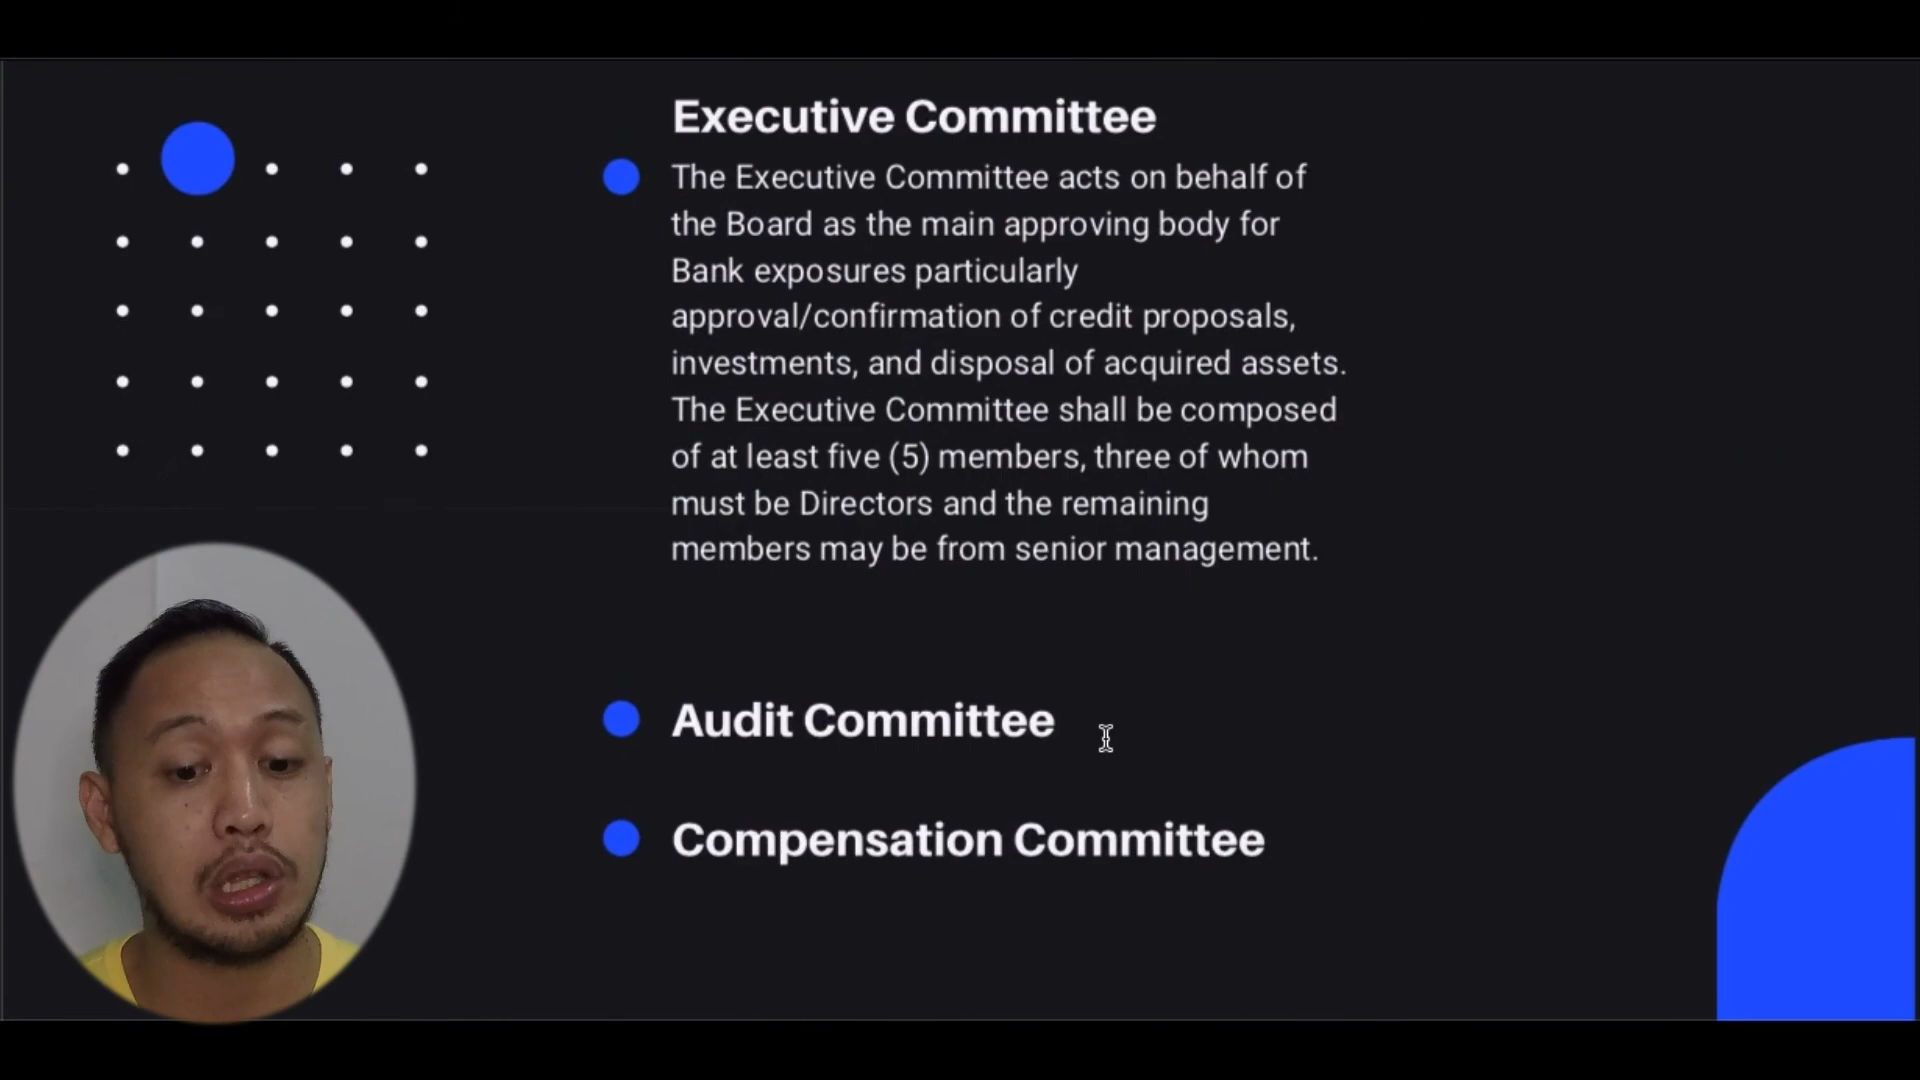 Executive Committee
The Executive Committee acts on behalf of
the Board as the main approving body for
Bank exposures particularly
approval/confirmation of credit proposals,
investments, and disposal of acquired assets.
The Executive Committee shall be composed
of at least five (5) members, three of whom
must be Directors and the remaining
members may be from senior management.
Audit Committee
Compensation Committee